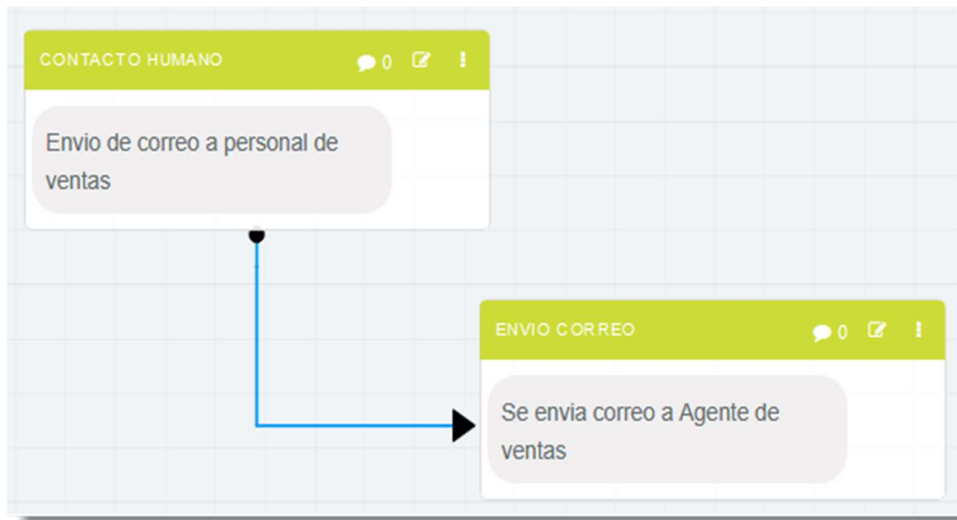 CONTACTO HUMANO 0
Envio de correo a personal de
ventas
ENVIO CORREO 0
Se envia correo a Agente de
ventas